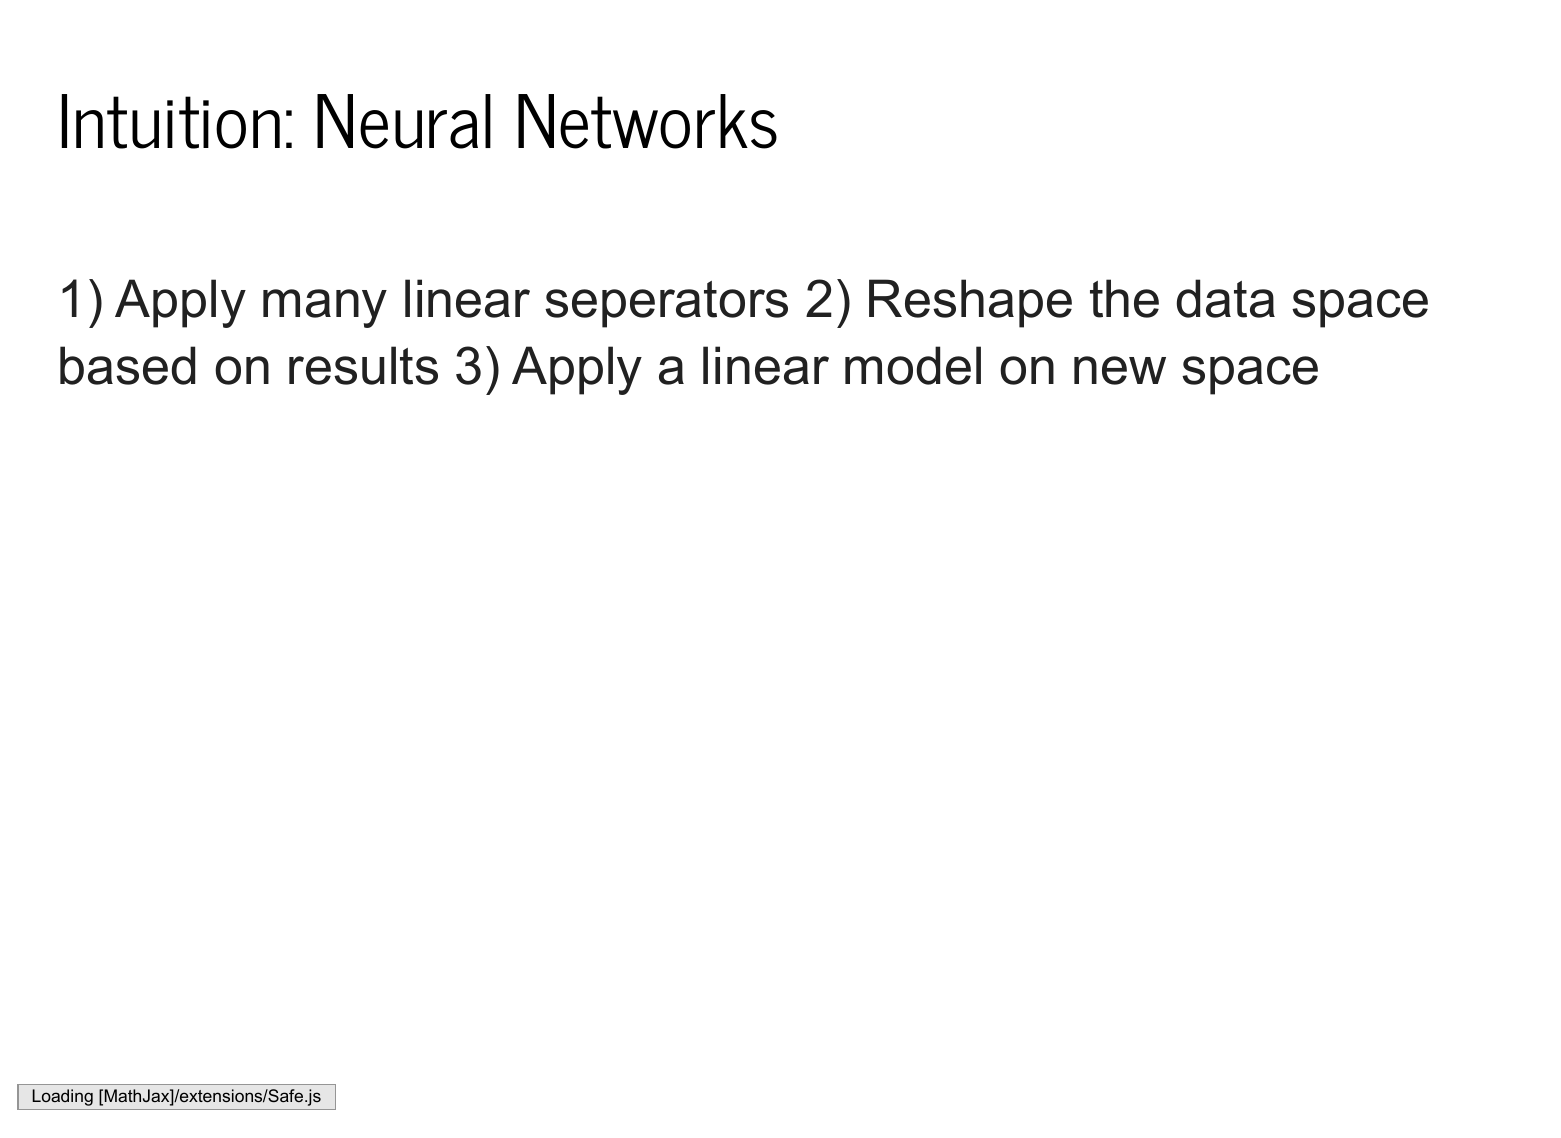 Intuition: Neural Networks
1) Apply many linear seperators 2) Reshape the data space
based on results 3) Apply a linear model on new space
Loading [MathJax]/extensions/Safe.js